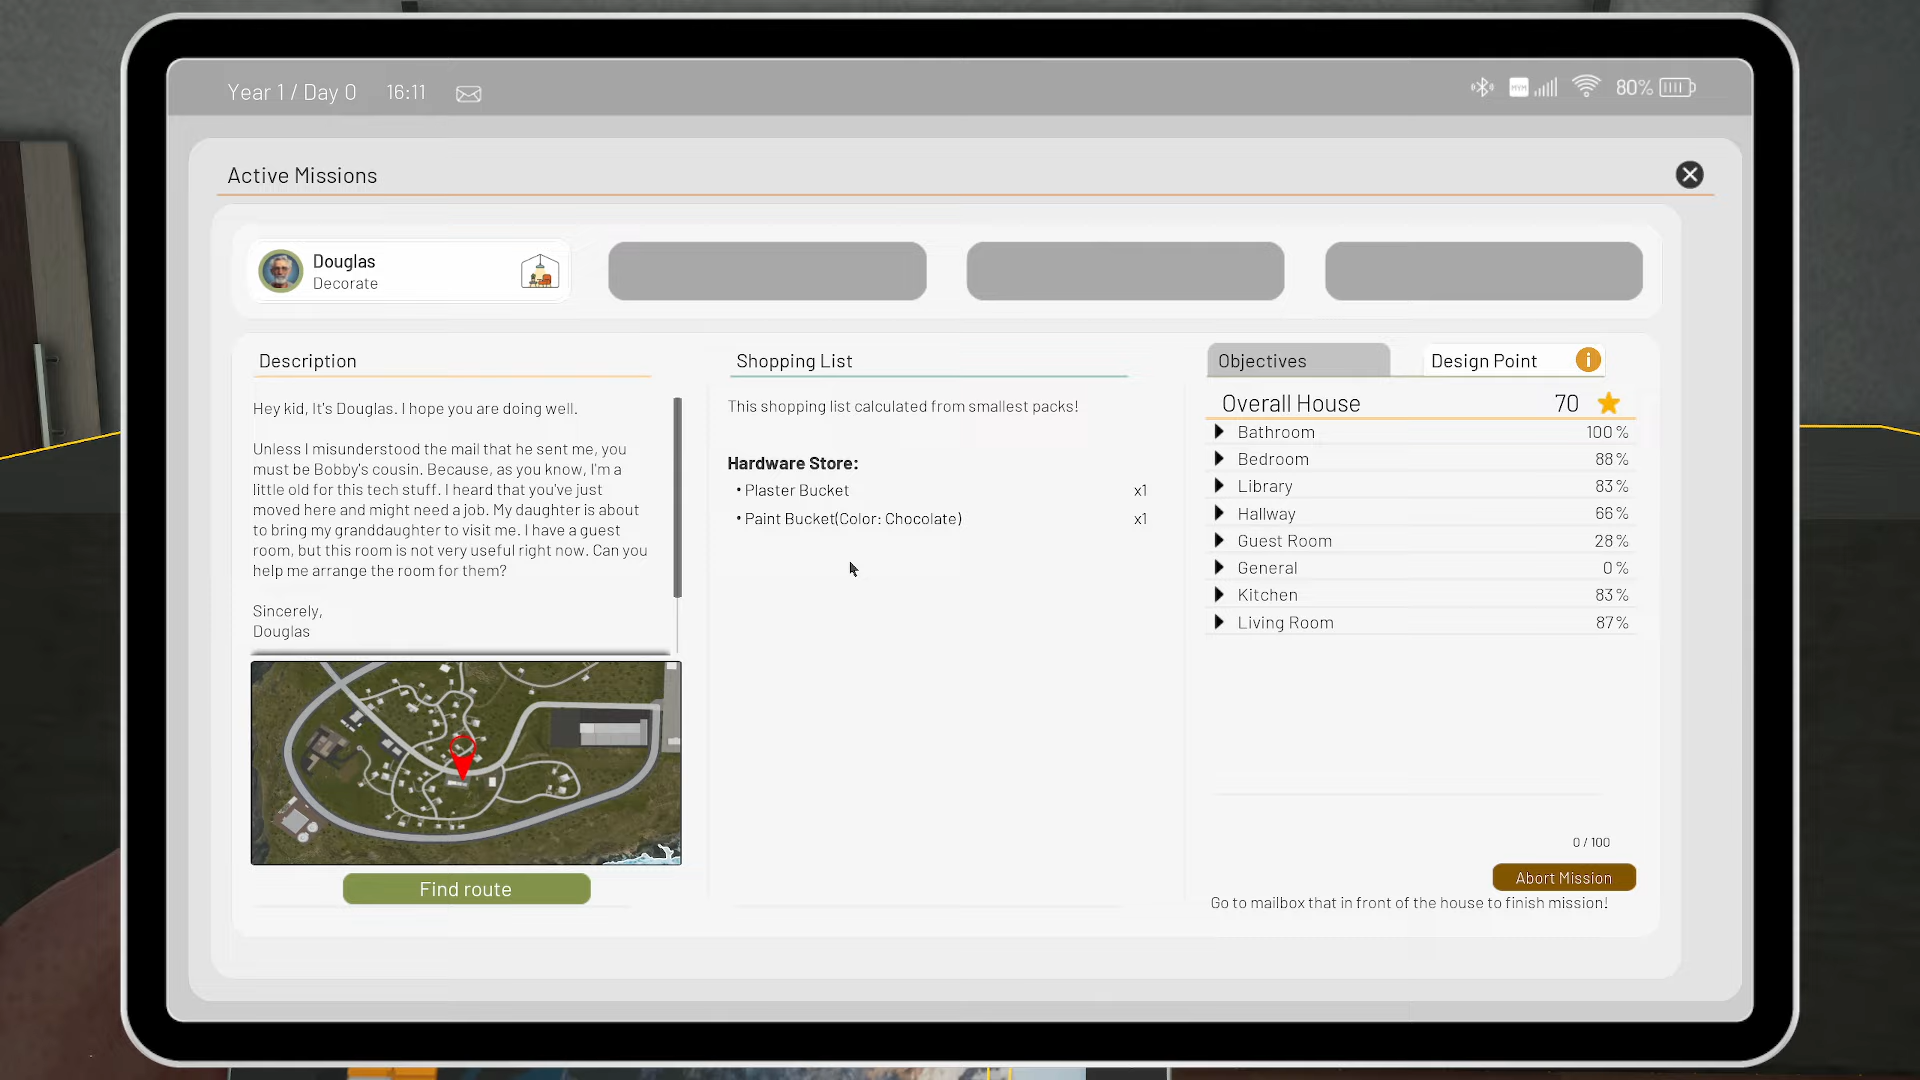 Year 1 / Day 0 16:11
80%
Active Missions
Douglas
Decorate
Description
Hey kid, It's Douglas. I hope you are doing well.
Unless I misunderstood the mail that he sent me, you
must be Bobby's cousin. Because, as you know, I'm a
little old for this tech stuff. I heard that you've just
moved here and might need a job. My daughter is about
to bring my granddaughter to visit me. I have a guest
room, but this room is not very useful right now. Can you
help me arrange the room for them?
Sincerely,
Douglas
Find route
Shopping List
This shopping list calculated from smallest packs!
Hardware Store:
• Plaster Bucket x1
• Paint Bucket(Color: Chocolate) x1
Objectives
Design Point i
Overall House 70
Bathroom 100%
Bedroom 88%
Library 83%
Hallway 66%
Guest Room 28%
General 0%
Kitchen 83%
Living Room 87%
0 / 100
Abort Mission
Go to mailbox that in front of the house to finish mission!